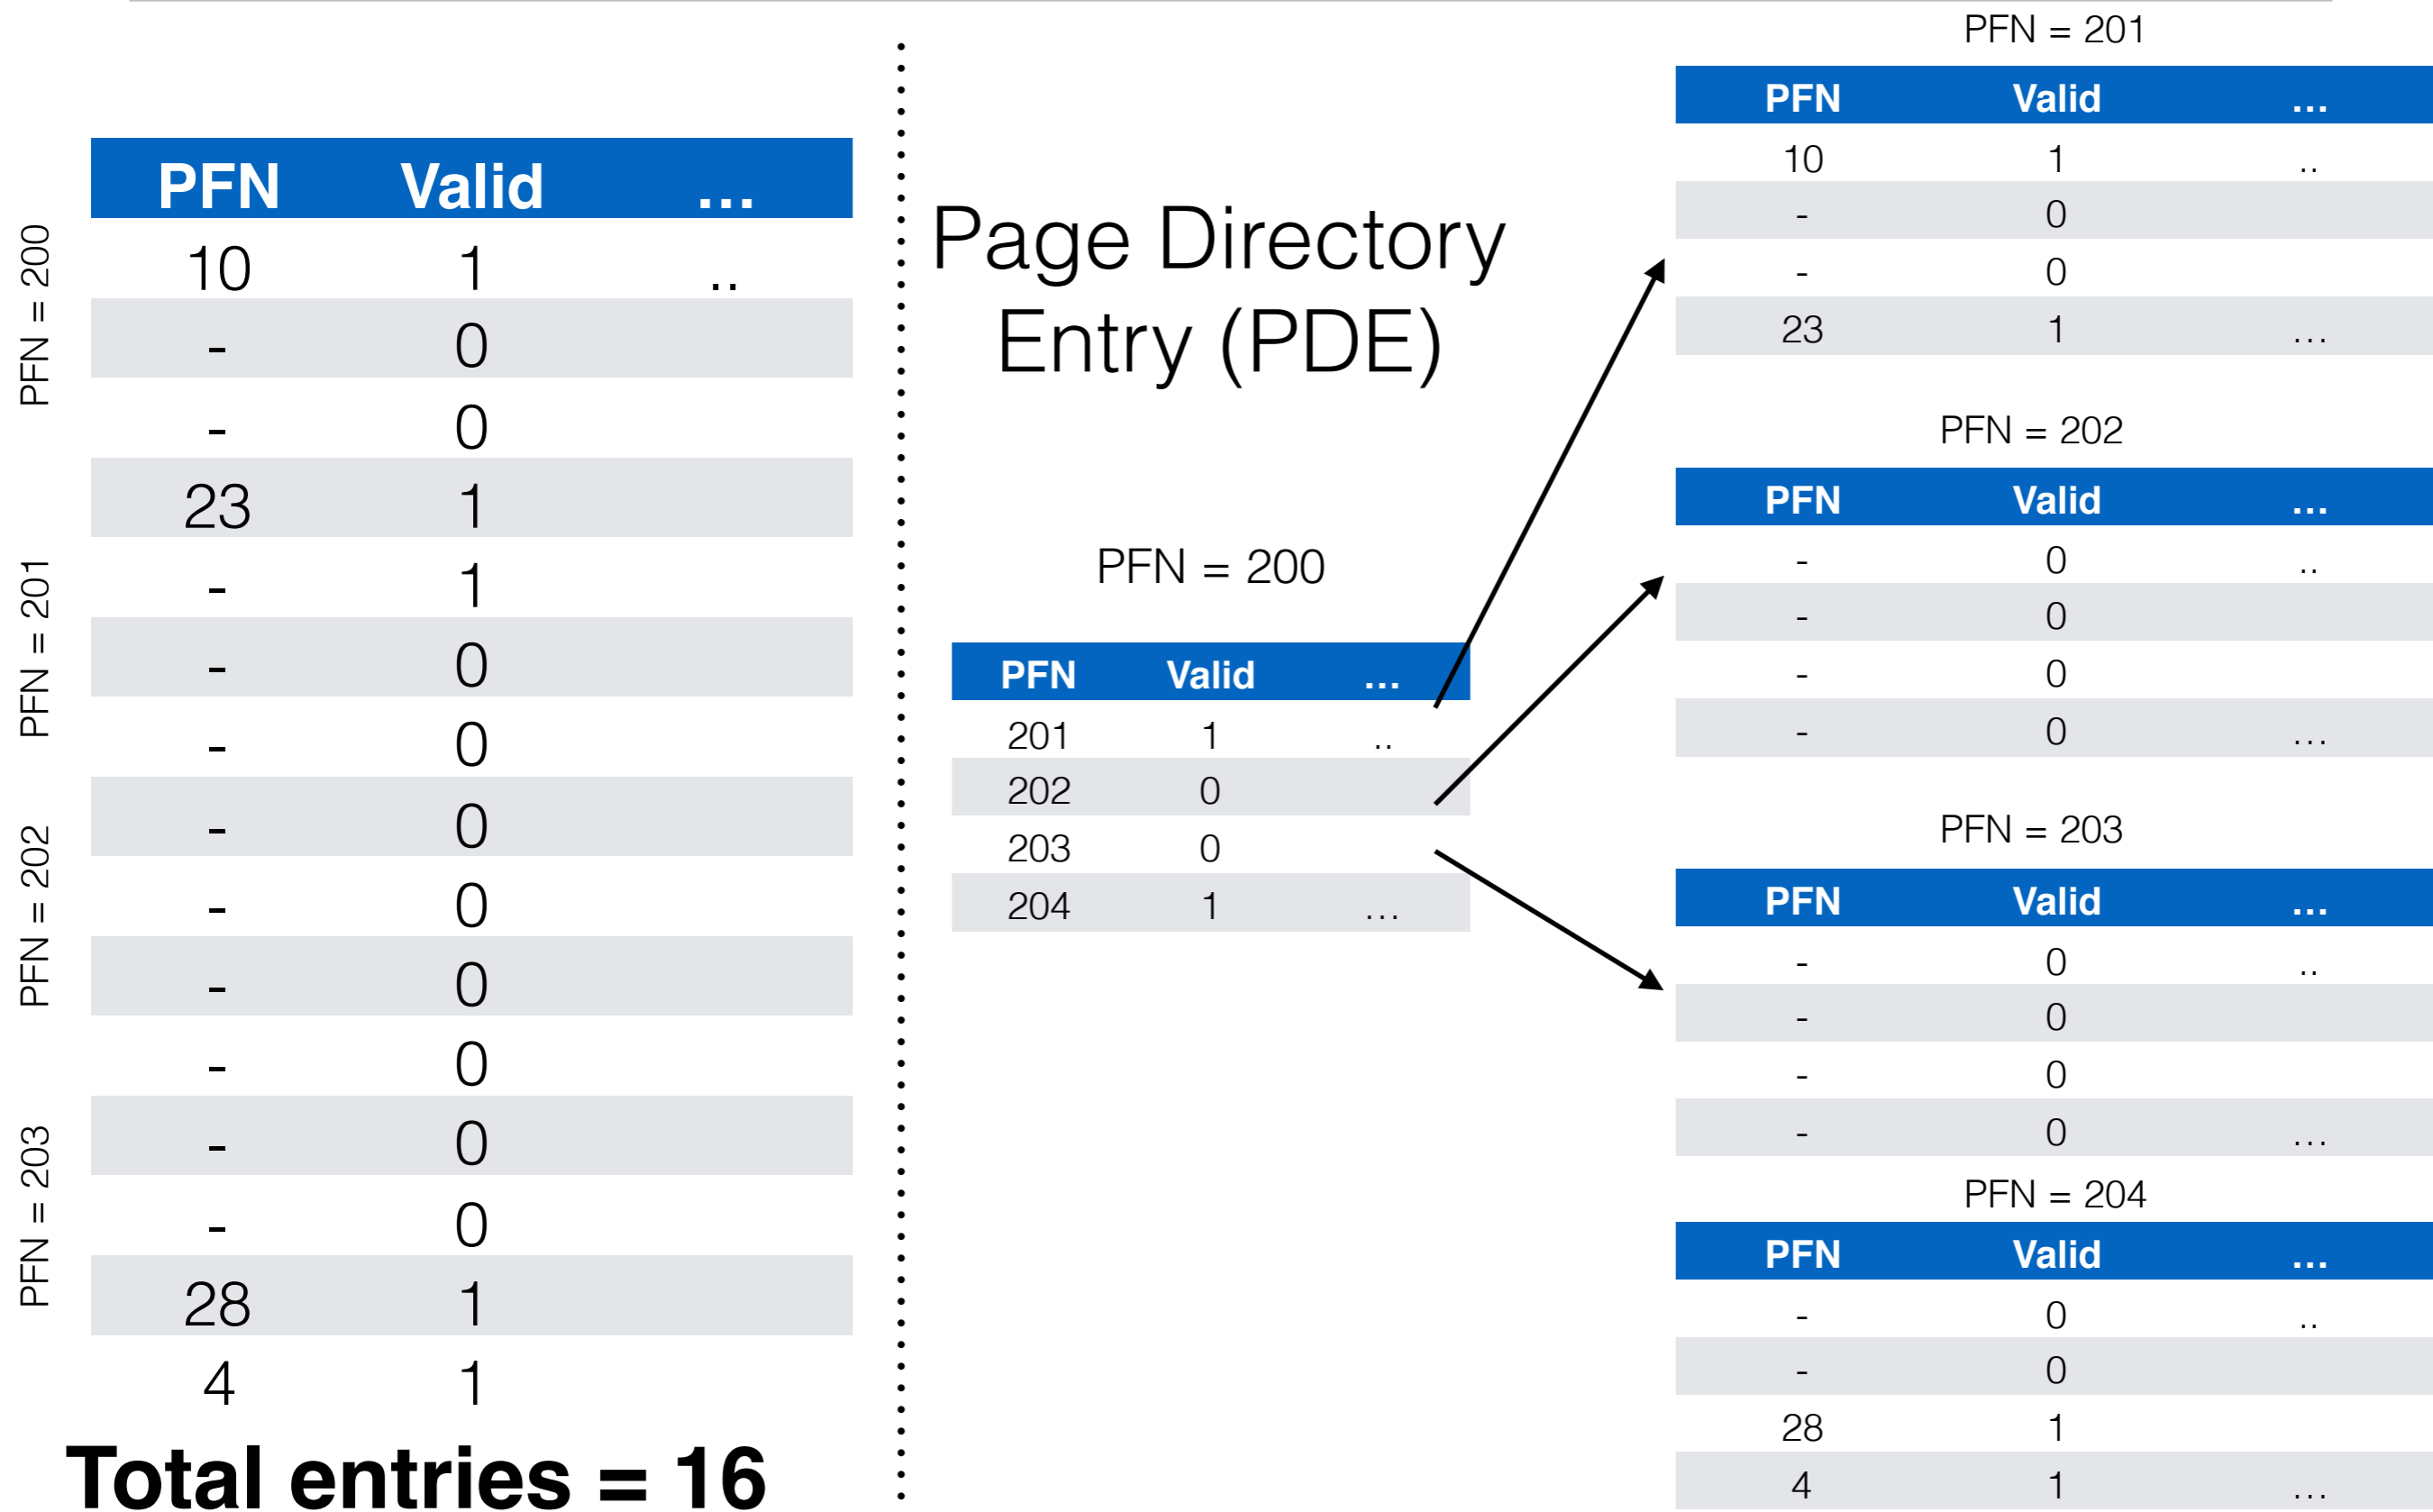 PFN Valid ...
10 1 ..
- 0
- 0
23 1
- 1
- 0
- 0
- 0
- 0
- 0
- 0
- 0
- 0
28 1
4 1
PFN = 200
PFN = 201
PFN = 202
PFN = 203
Total entries = 16
Page Directory
Entry (PDE)
PFN = 200
PFN Valid ...
201 1 ..
202 0
203 0
204 1 ...
PFN = 201
PFN Valid ...
10 1 ..
- 0
- 0
23 1 ...
PFN = 202
PFN Valid ...
- 0 ..
- 0
- 0
- 0 ...
PFN = 203
PFN Valid ...
- 0 ..
- 0
- 0
- 0 ...
PFN = 204
PFN Valid ...
- 0 ..
- 0
28 1
4 1 ...